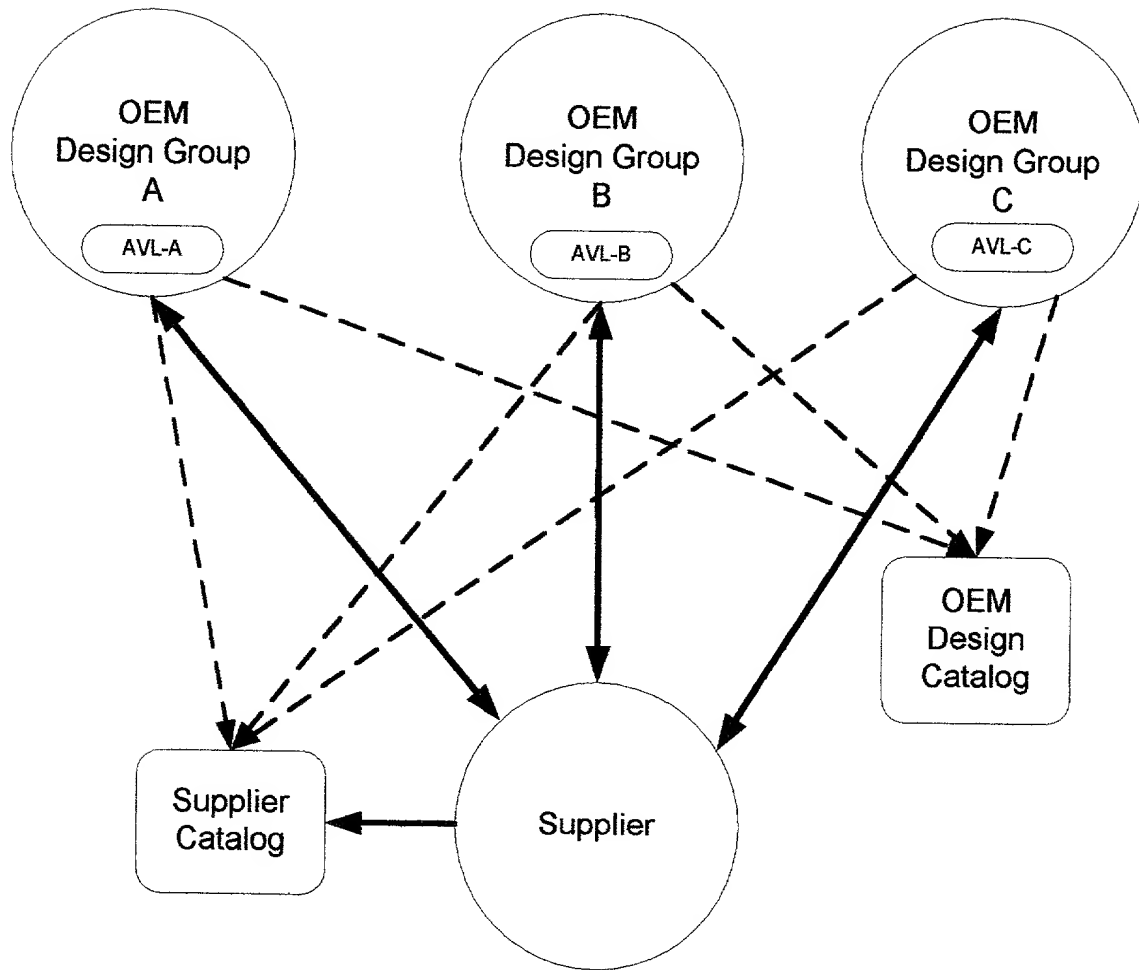 OEM
Design Group
A
AVL-A
OEM
Design Group
B
AVL-B
OEM
Design Group
C
AVL-C
OEM
Design
Catalog
Supplier
Catalog
Supplier